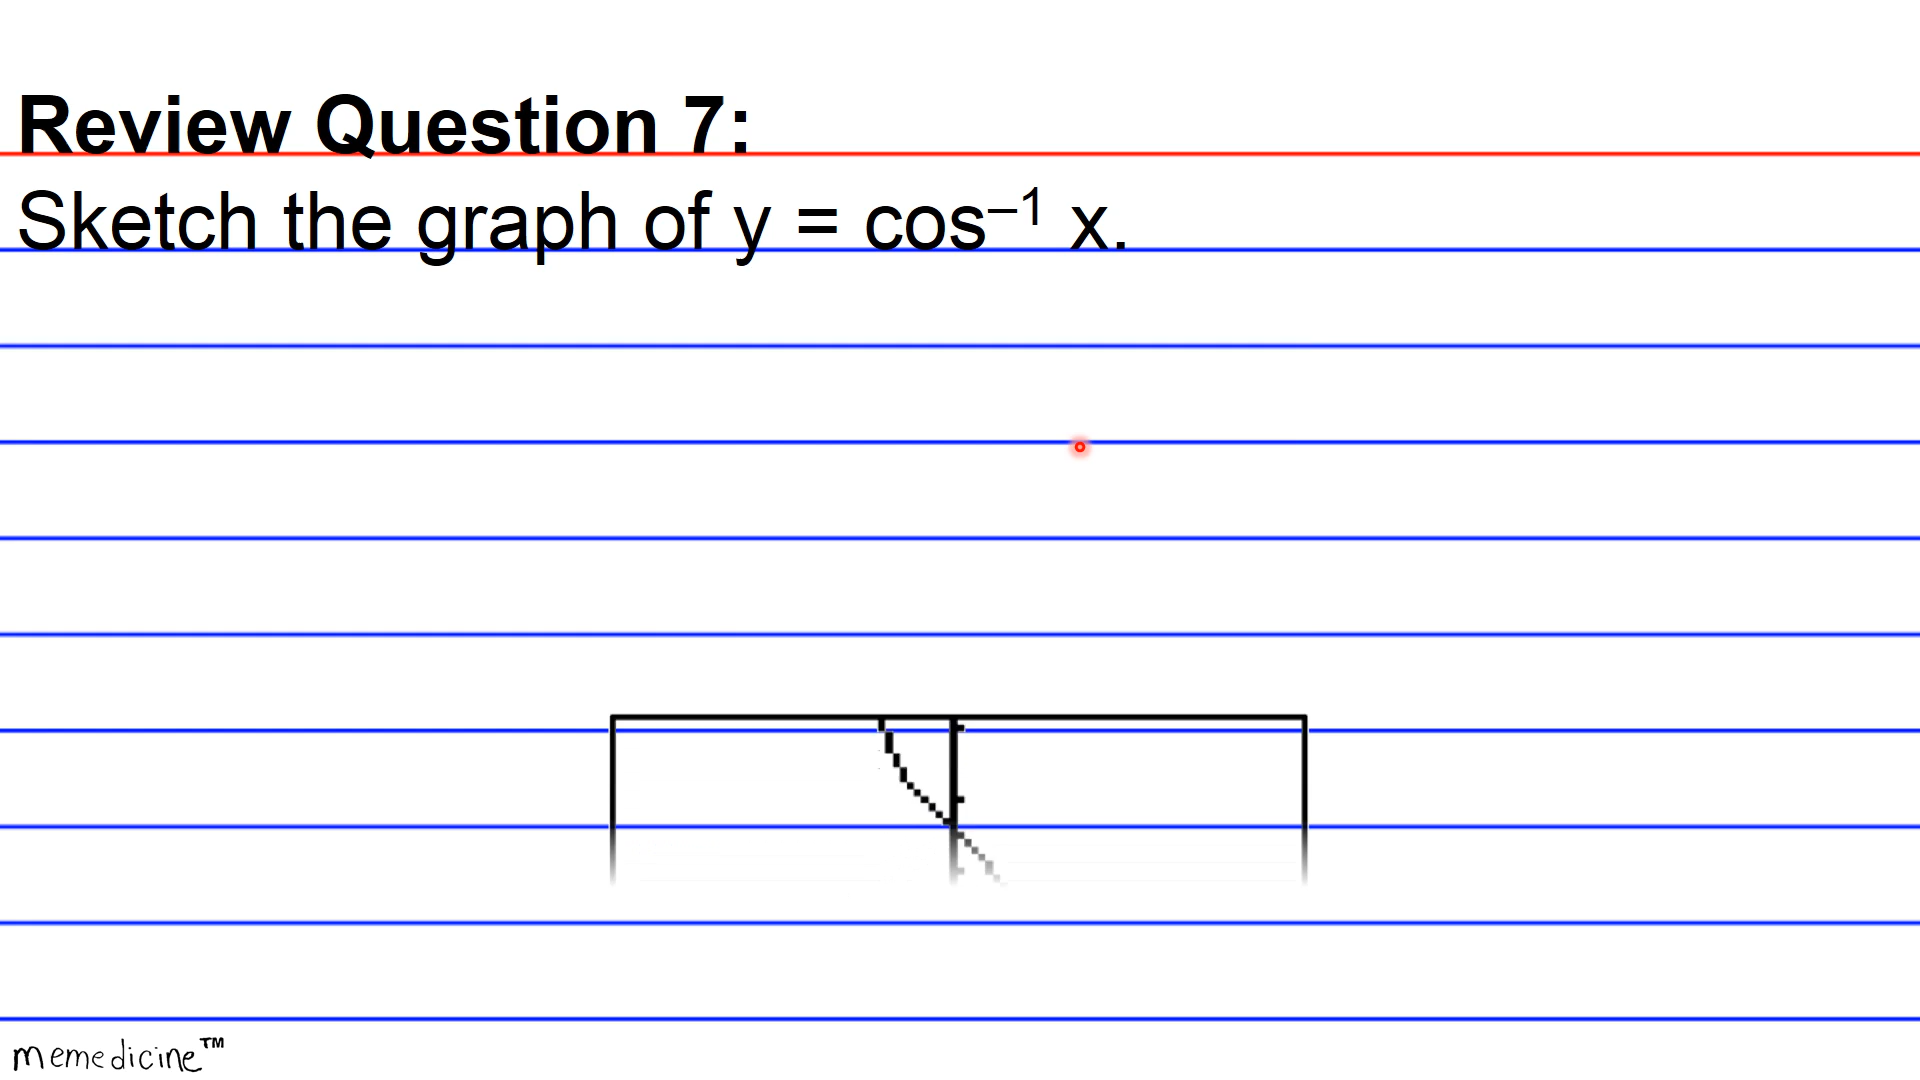 Review Question 7:
Sketch the graph of y = cos⁻¹ x.
memedicine™